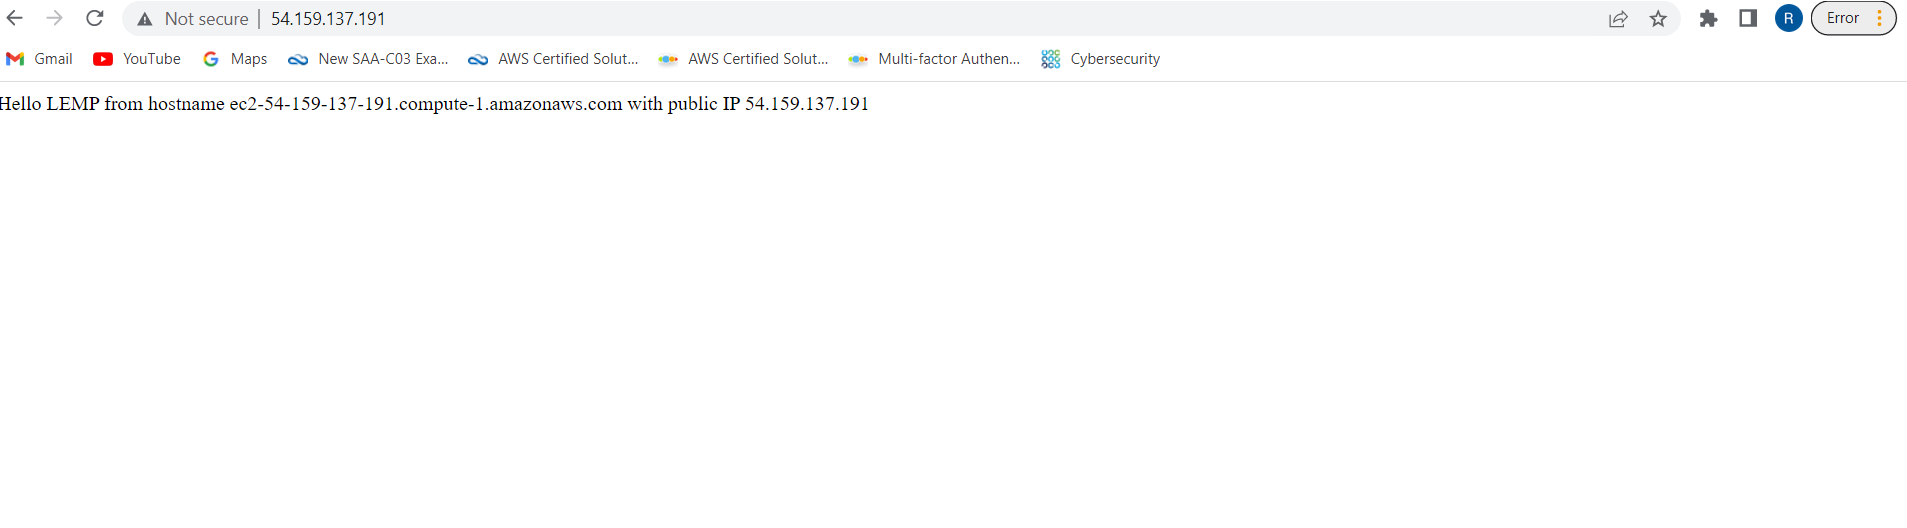 Not secure | 54.159.137.191 R Error
Gmail YouTube Maps New SAA-C03 Exa... AWS Certified Solut... AWS Certified Solut... Multi-factor Authen... Cybersecurity
Hello LEMP from hostname ec2-54-159-137-191.compute-1.amazonaws.com with public IP 54.159.137.191